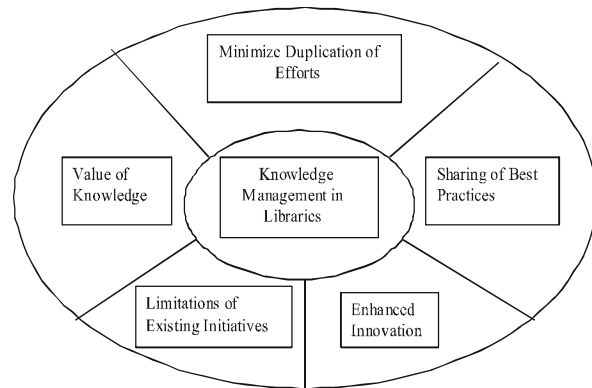 Minimize Duplication of
Efforts
Value of
Knowledge
Knowledge
Management in
Libraries
Sharing of Best
Practices
Limitations of
Existing Initiatives
Enhanced
Innovation